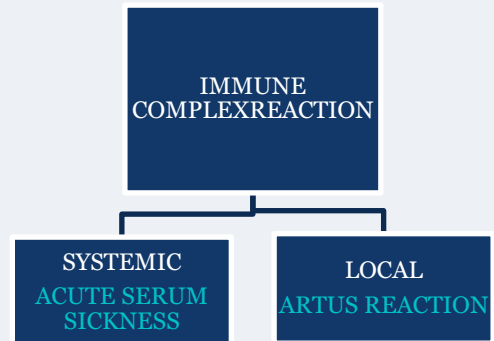 IMMUNE
COMPLEXREACTION
SYSTEMIC
ACUTE SERUM
SICKNESS
LOCAL
ARTUS REACTION